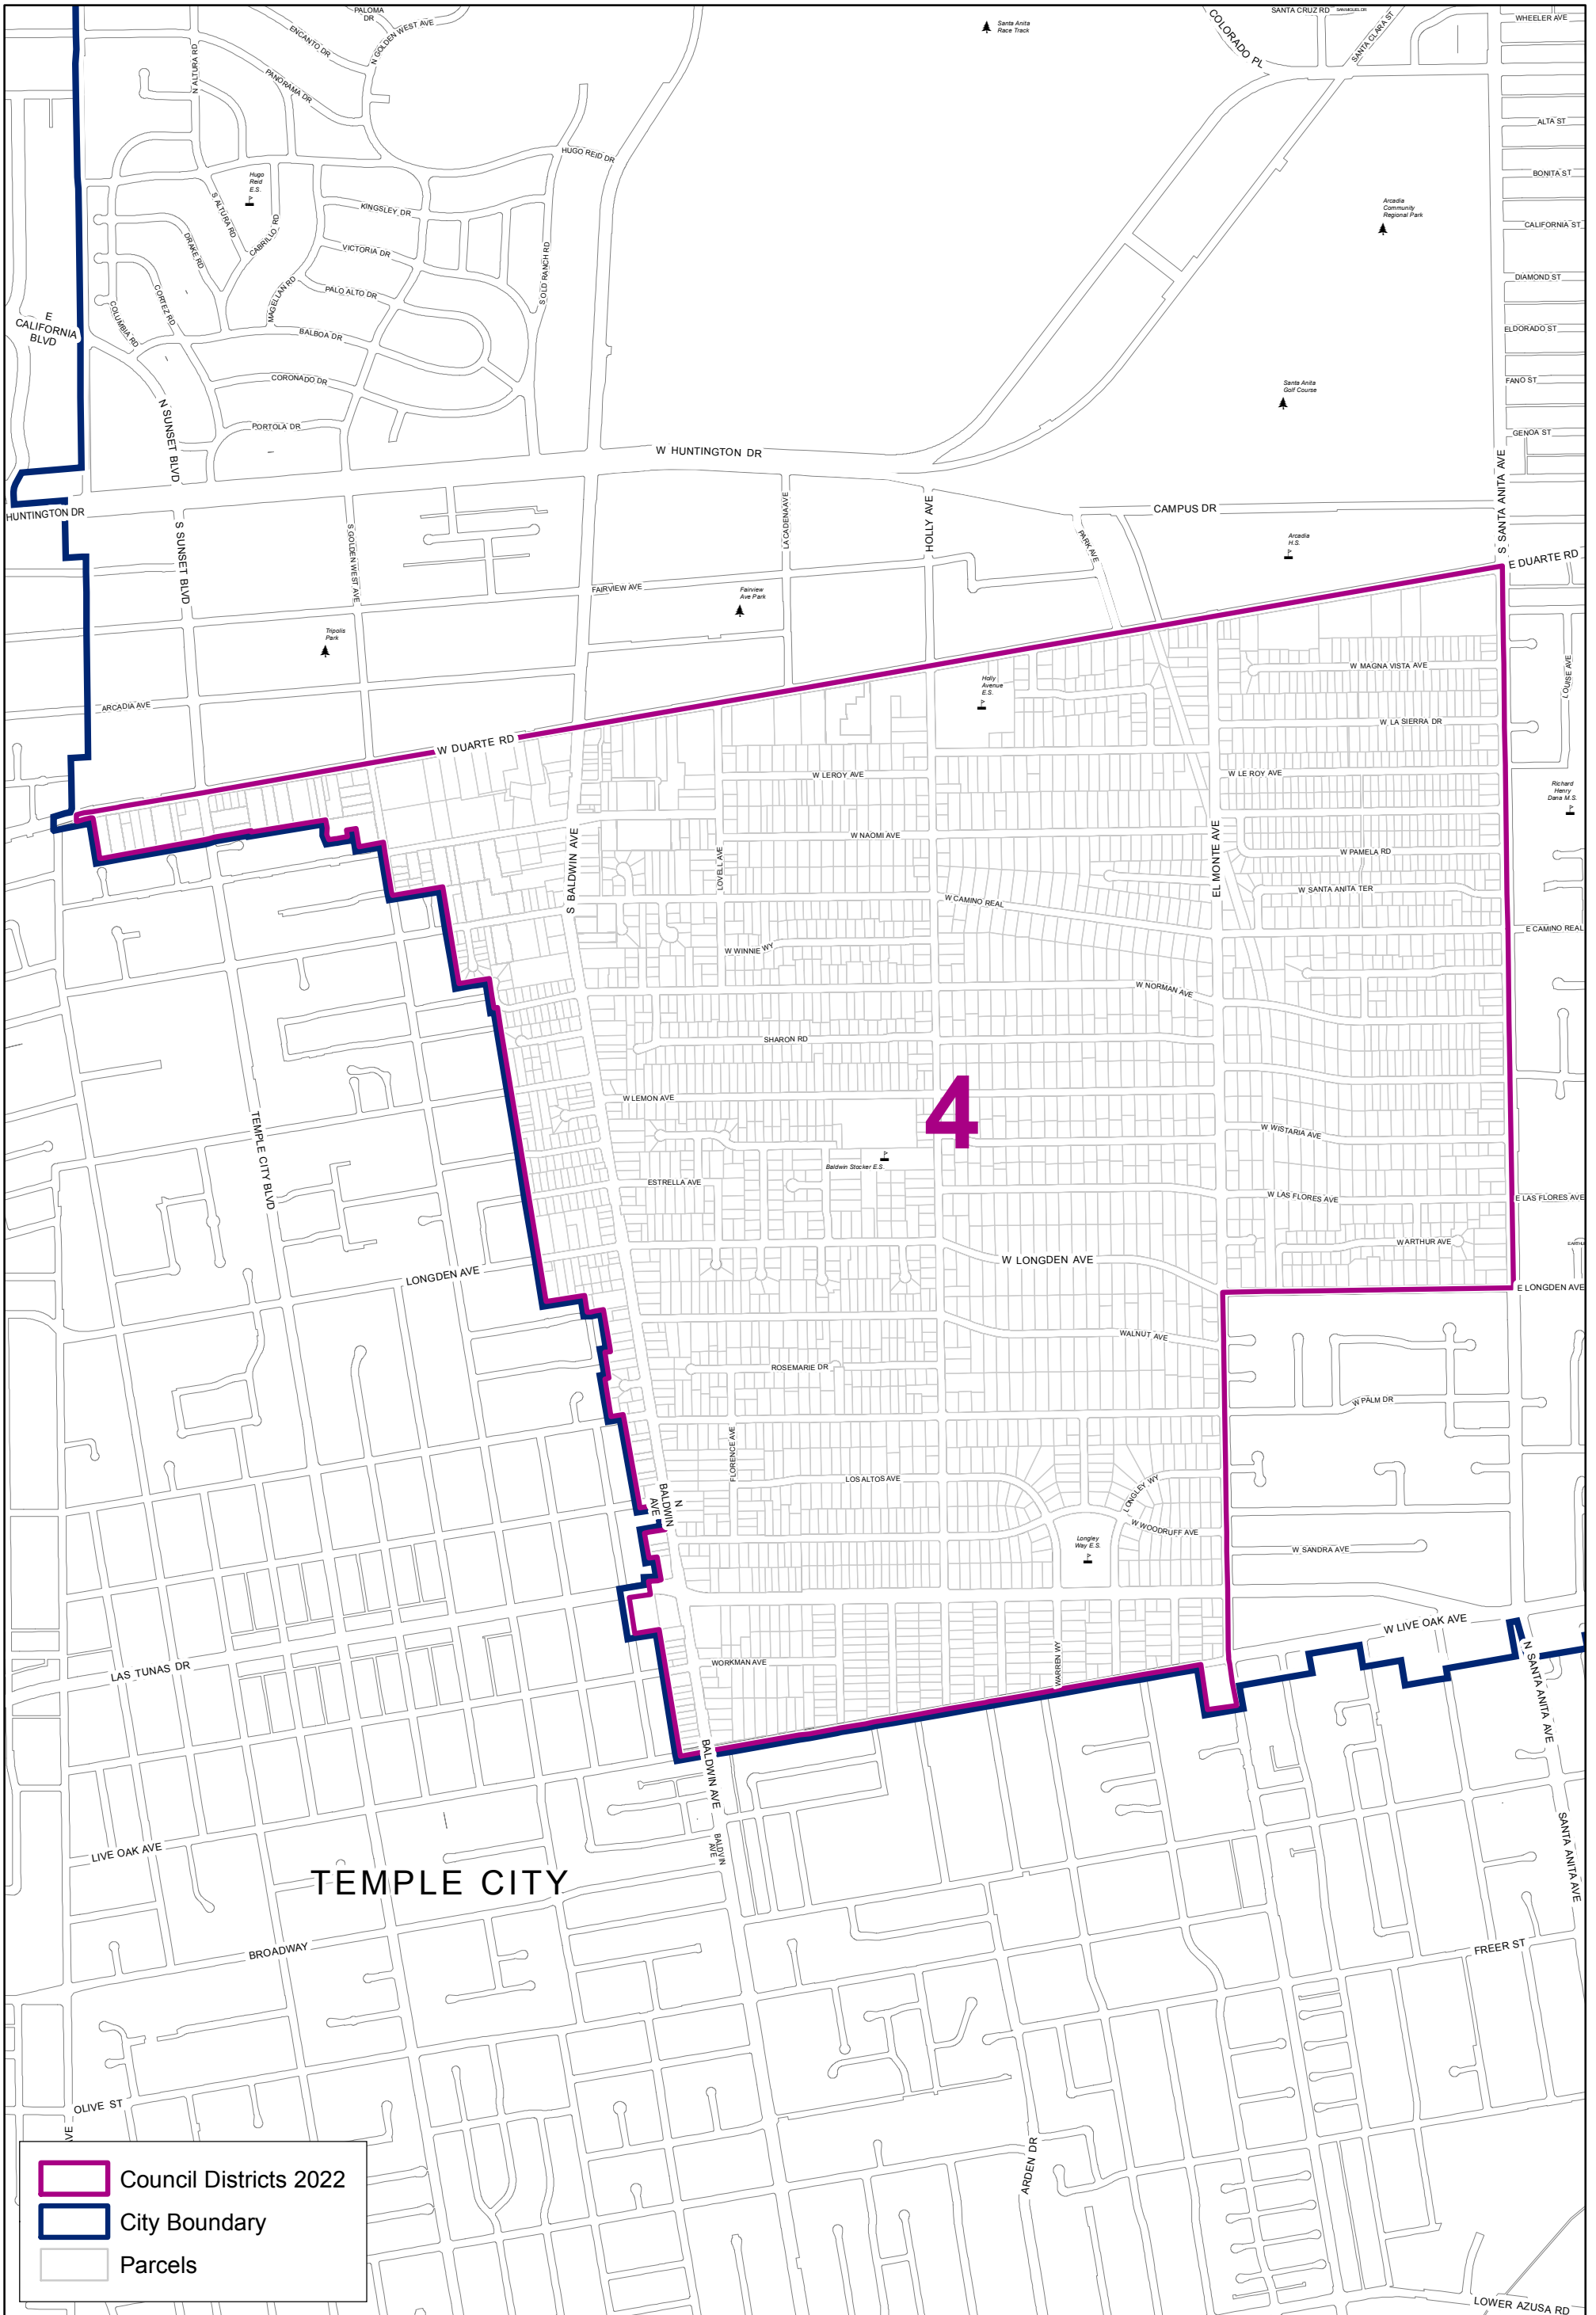 PALOMA
DR
ENCANTO DR
N GOLDEN WEST AVE
N ALTURA RD
PANORAMA DR
Santa Anita
Race Track
COLORADO PL
SANTA CRUZ RD
SANTA CLARA ST
WHEELER AVE
ALTA ST
HUGO REID DR
Hugo
Reid
E.S.
S ALTURA RD
KINGSLEY DR
CABRILLO RD
DRAKE RD
VICTORIA DR
S OLD RANCH RD
MAGELLAN RD
PALO ALTO DR
CORTEZ RD
COLUMBIA RD
BALBOA DR
E
CALIFORNIA
BLVD
CORONADO DR
N SUNSET BLVD
PORTOLA DR
BONITA ST
Arcadia
Community
Regional Park
CALIFORNIA ST
DIAMOND ST
ELDORADO ST
FANO ST
Santa Anita
Golf Course
GENOA ST
W HUNTINGTON DR
S SANTA ANITA AVE
HUNTINGTON DR
S SUNSET BLVD
S GOLDEN WEST AVE
LA CADENA AVE
HOLLY AVE
CAMPUS DR
PARK AVE
Arcadia
H.S.
E DUARTE RD
FAIRVIEW AVE
Fairview
Ave Park
Tripolis
Park
LOUISE AVE
W MAGNA VISTA AVE
Holly
Avenue
E.S.
ARCADIA AVE
W LA SIERRA DR
W DUARTE RD
W LEROY AVE
W LE ROY AVE
Richard
Henry
Dana M.S.
S BALDWIN AVE
W NAOMI AVE
LOVELL AVE
EL MONTE AVE
W PAMELA RD
W SANTA ANITA TER
W CAMINO REAL
E CAMINO REAL
W WINNIE WY
W NORMAN AVE
SHARON RD
W LEMON AVE
4
TEMPLE CITY BLVD
W WISTARIA AVE
Baldwin Stocker E.S.
ESTRELLA AVE
W LAS FLORES AVE
E LAS FLORES AVE
W ARTHUR AVE
LONGDEN AVE
W LONGDEN AVE
E LONGDEN AVE
WALNUT AVE
ROSEMARIE DR
W PALM DR
FLORENCE AVE
LOS ALTOS AVE
LONGLEY WY
N
BALDWIN
AVE
W WOODRUFF AVE
Longley
Way E.S.
W SANDRA AVE
W LIVE OAK AVE
N SANTA ANITA AVE
LAS TUNAS DR
WORKMAN AVE
WARREN WY
BALDWIN AVE
BALDWIN
AVE
LIVE OAK AVE
TEMPLE CITY
SANTA ANITA AVE
BROADWAY
FREER ST
OLIVE ST
AVE
ARDEN DR
Council Districts 2022
City Boundary
Parcels
LOWER AZUSA RD